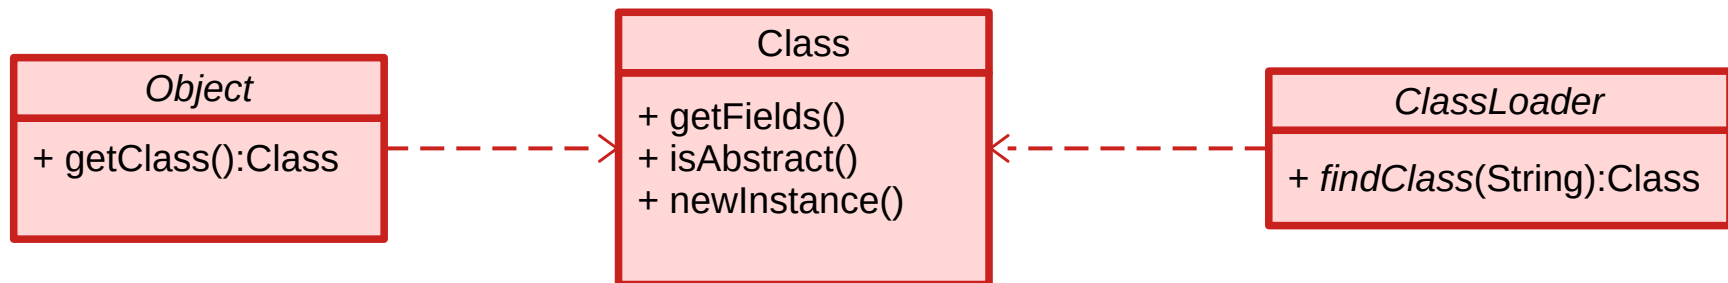 Object
+ getClass():Class
Class
+ getFields()
+ isAbstract()
+ newInstance()
ClassLoader
+ findClass(String):Class